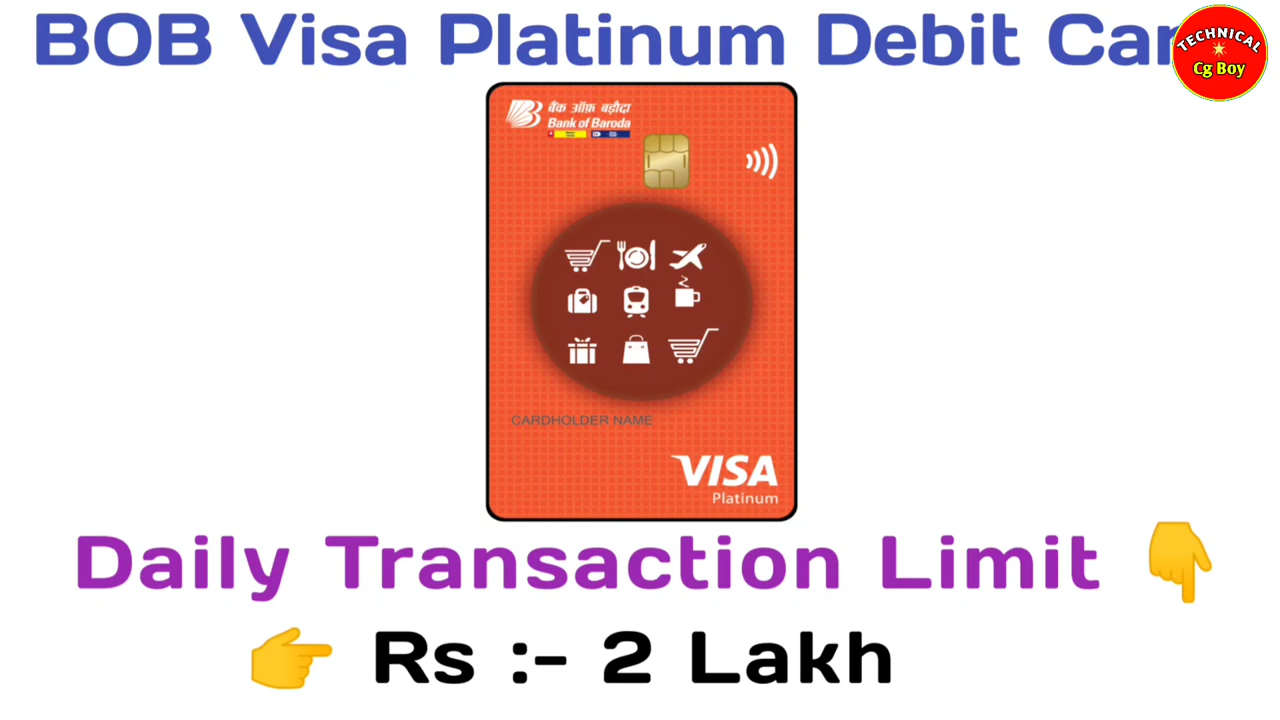 BOB Visa Platinum Debit Car
TECHNICAL
Cg Boy
बैंक ऑफ़ बड़ौदा
Bank of Baroda
CARDHOLDER NAME
VISA
Platinum
Daily Transaction Limit 👇
👉 Rs :- 2 Lakh